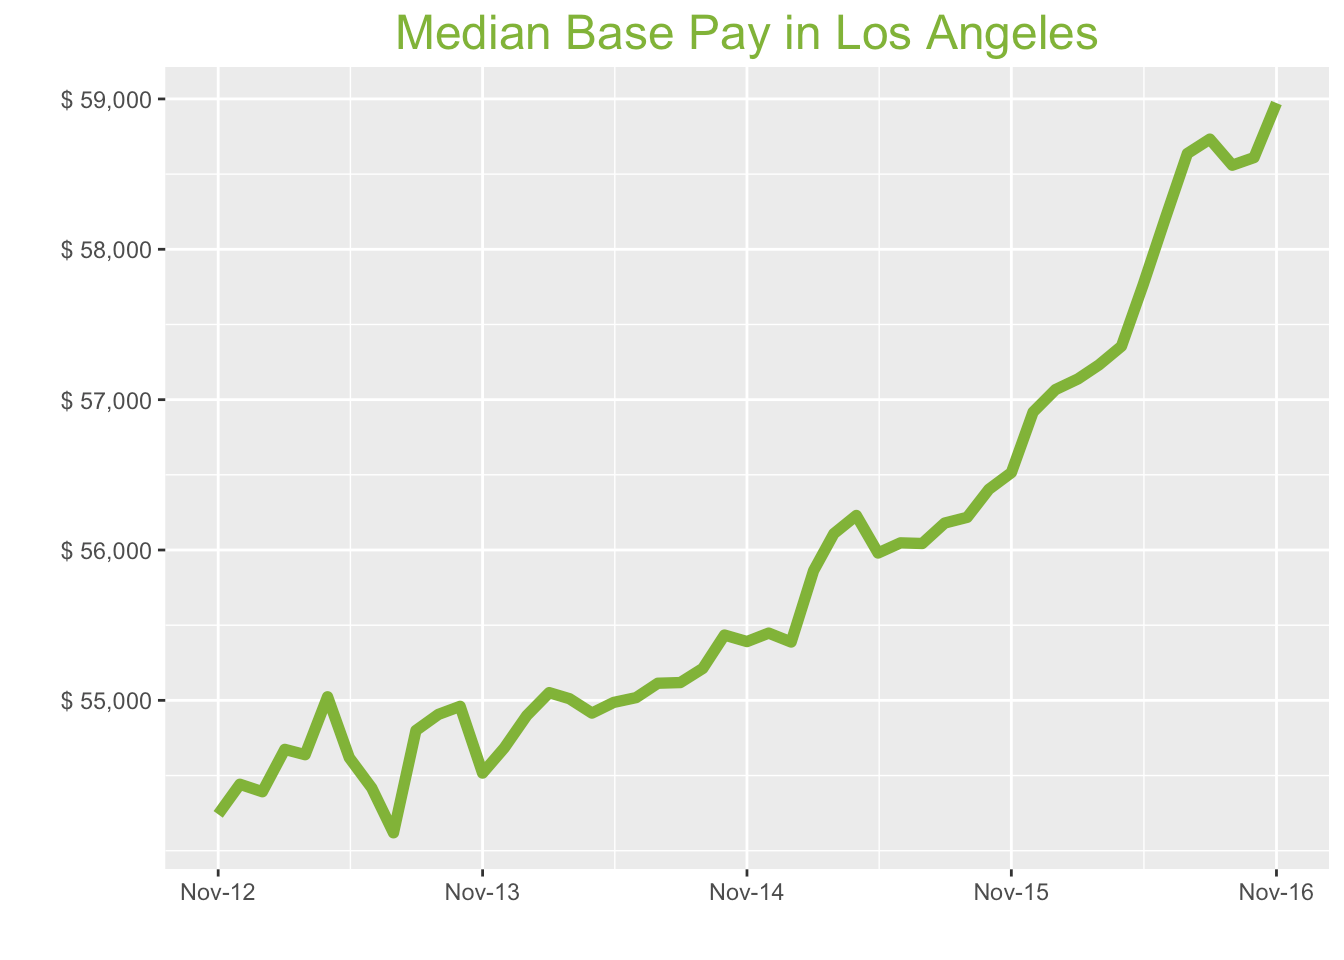 Median Base Pay in Los Angeles
$ 59,000
$ 58,000
$ 57,000
$ 56,000
$ 55,000
Nov-12 Nov-13 Nov-14 Nov-15 Nov-16